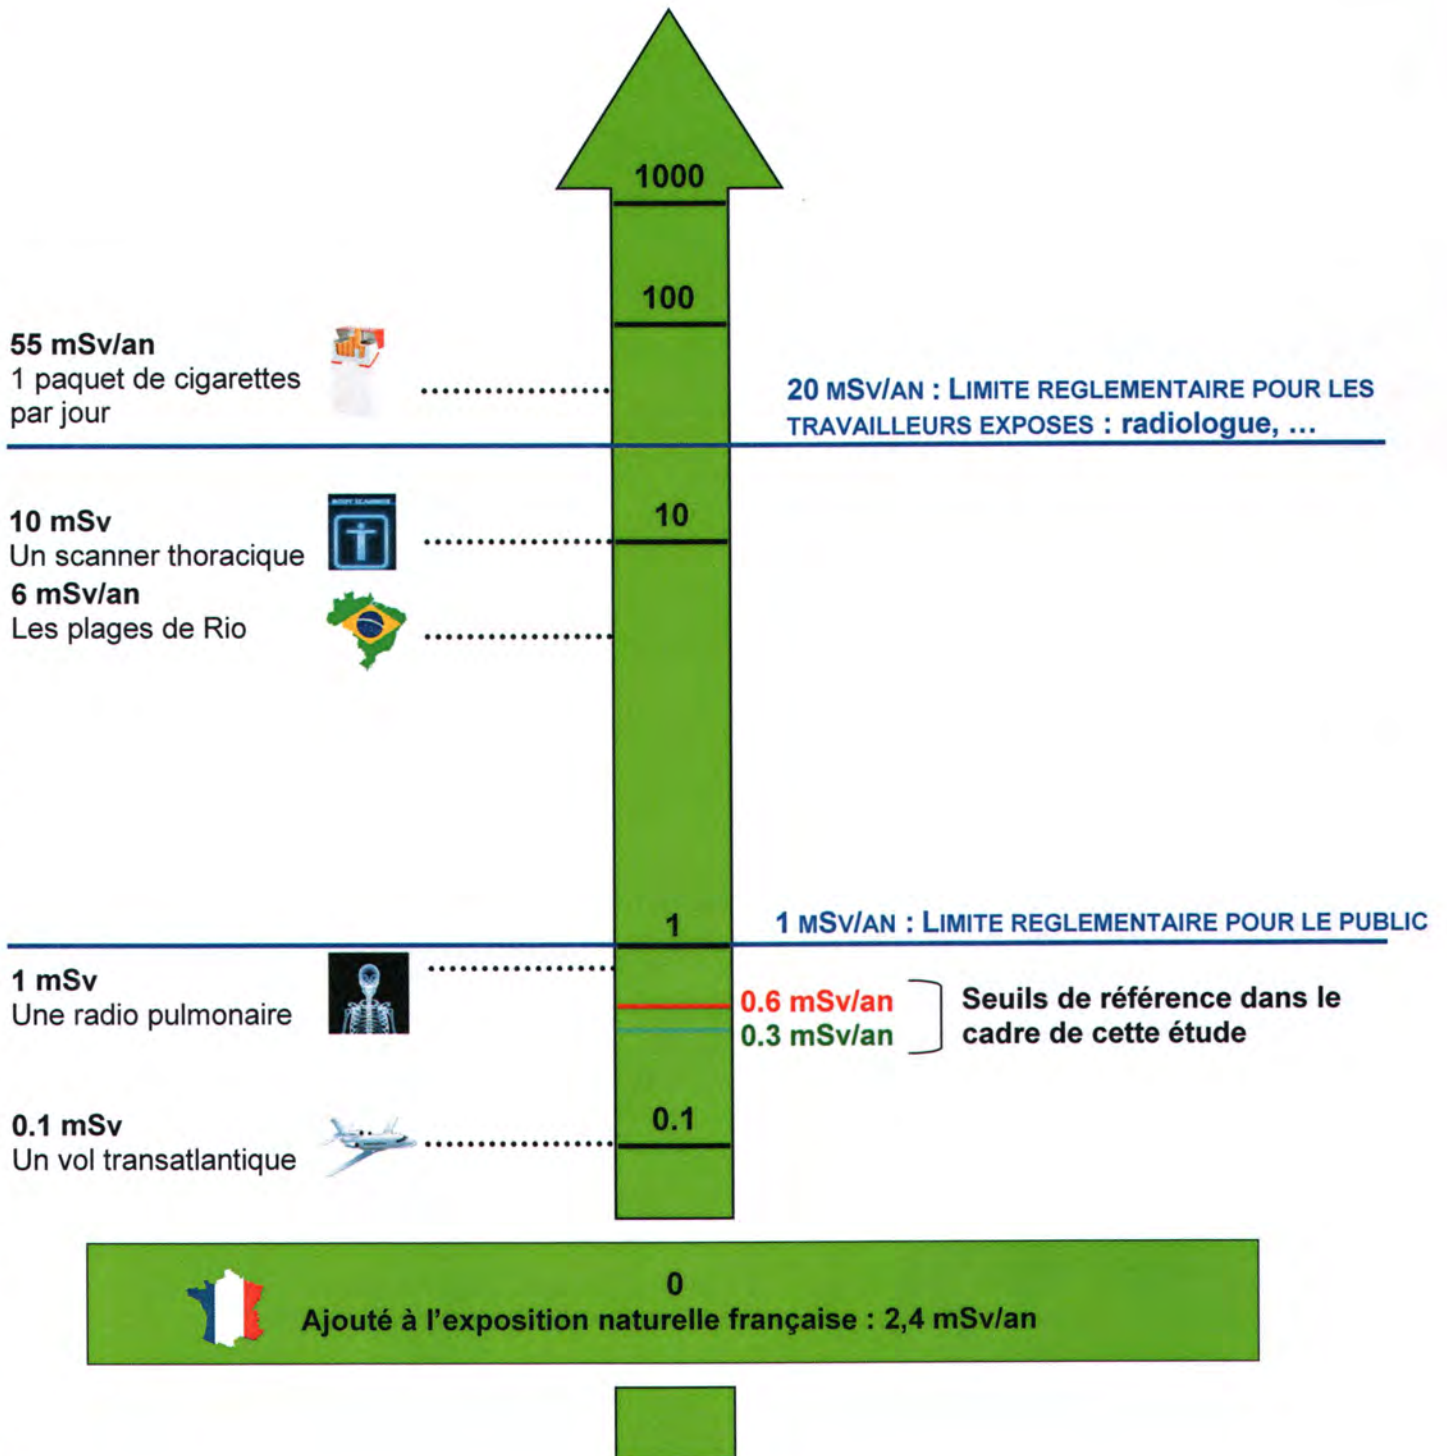 1000
100
55 mSv/an
1 paquet de cigarettes
par jour
20 MSV/AN : LIMITE REGLEMENTAIRE POUR LES
TRAVAILLEURS EXPOSES : radiologue, ...
10 mSv
Un scanner thoracique
10
6 mSv/an
Les plages de Rio
1
1 MSV/AN : LIMITE REGLEMENTAIRE POUR LE PUBLIC
1 mSv
Une radio pulmonaire
0.6 mSv/an
0.3 mSv/an
Seuils de référence dans le
cadre de cette étude
0.1 mSv
Un vol transatlantique
0.1
0
Ajouté à l'exposition naturelle française : 2,4 mSv/an